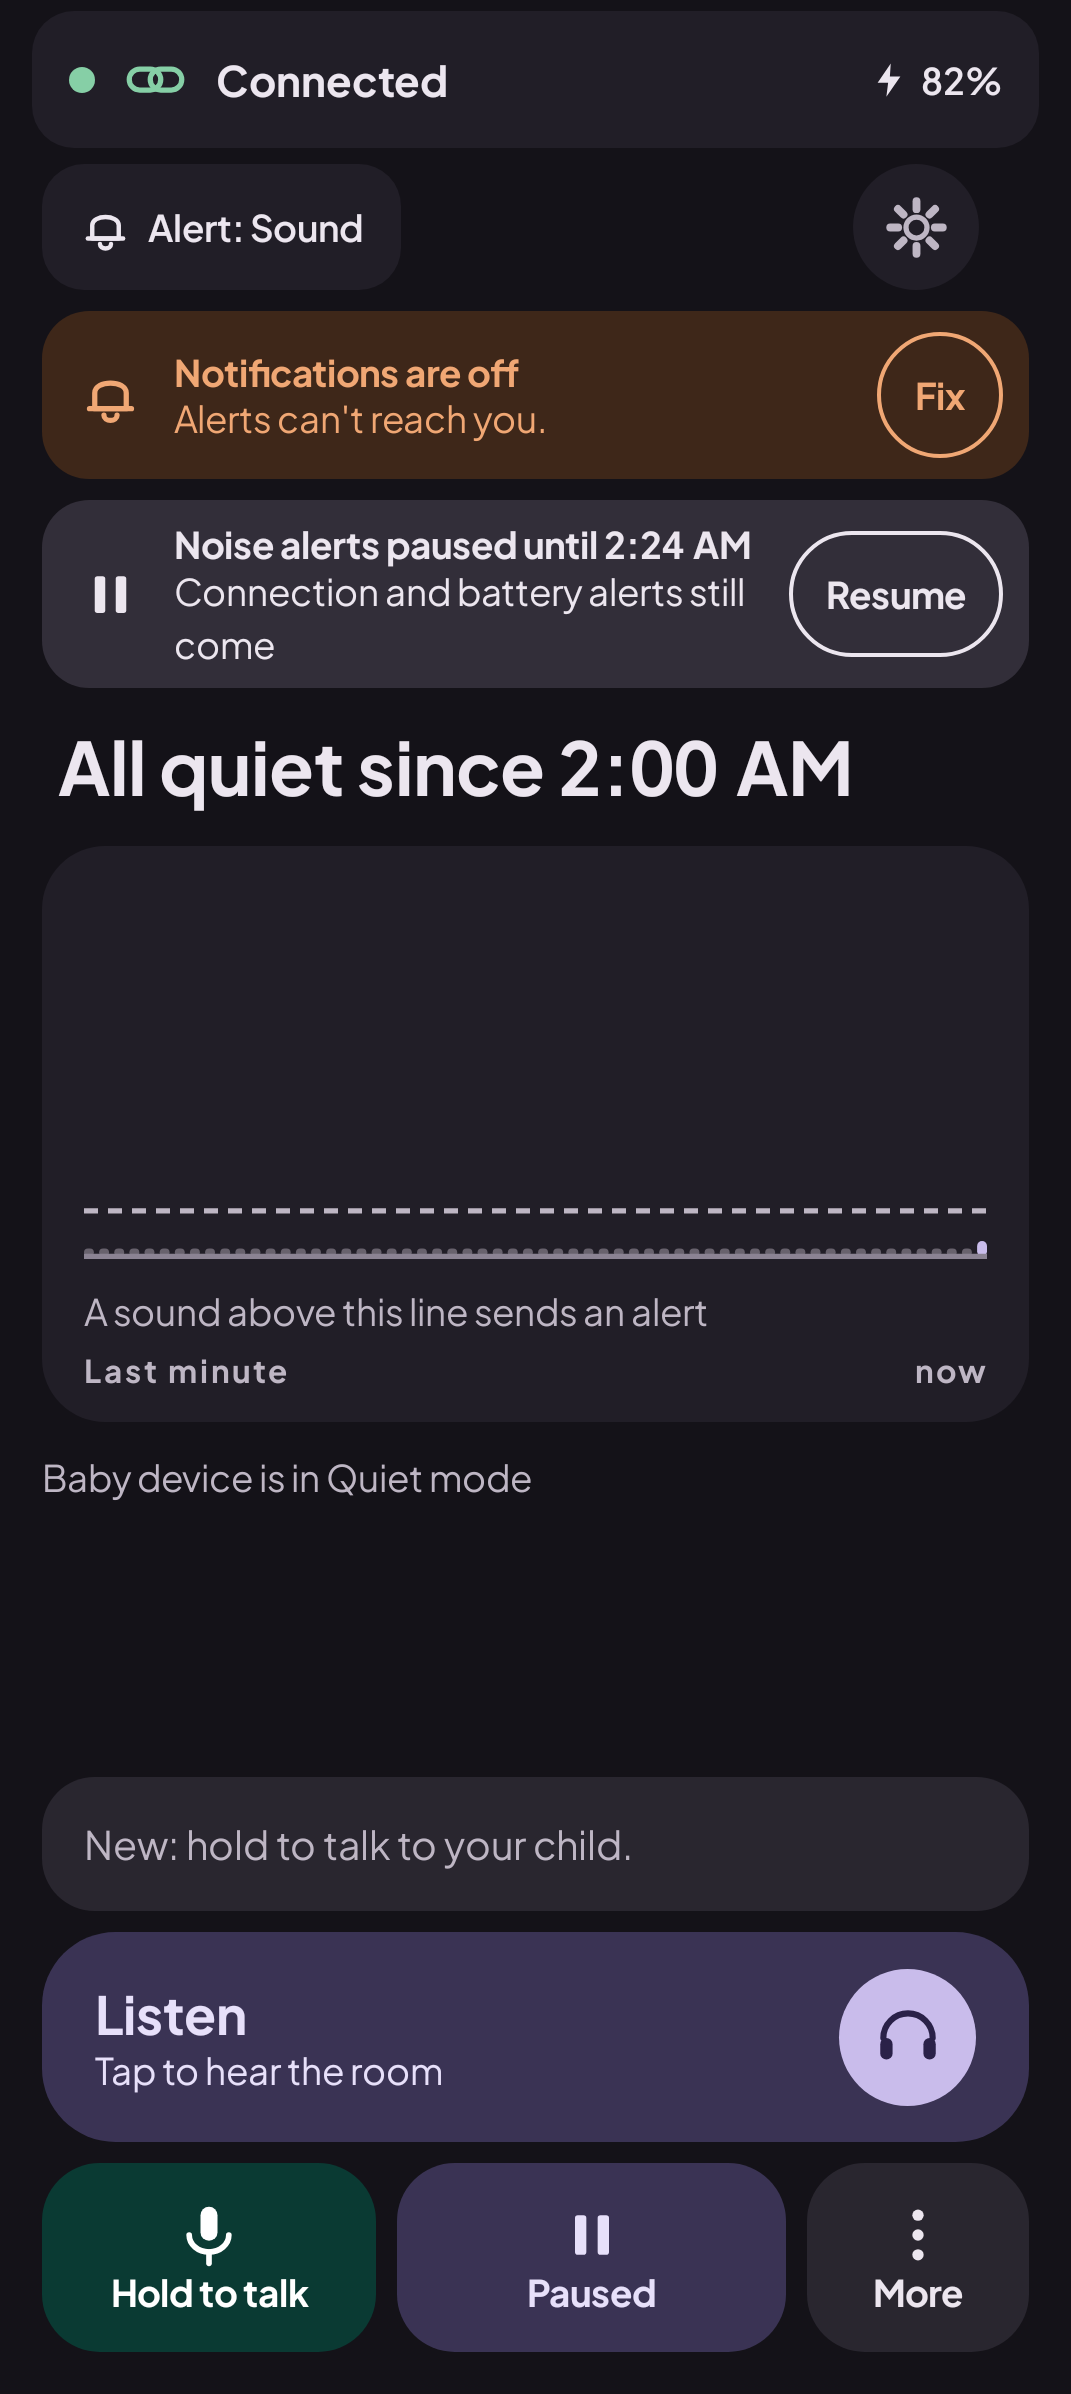 Connected
82%
Alert: Sound
Notifications are off
Alerts can't reach you.
Fix
Noise alerts paused until 2:24 AM
Connection and battery alerts still
come
Resume
All quiet since 2:00 AM
A sound above this line sends an alert
Last minute
now
Baby device is in Quiet mode
New: hold to talk to your child.
Listen
Tap to hear the room
Hold to talk
Paused
More